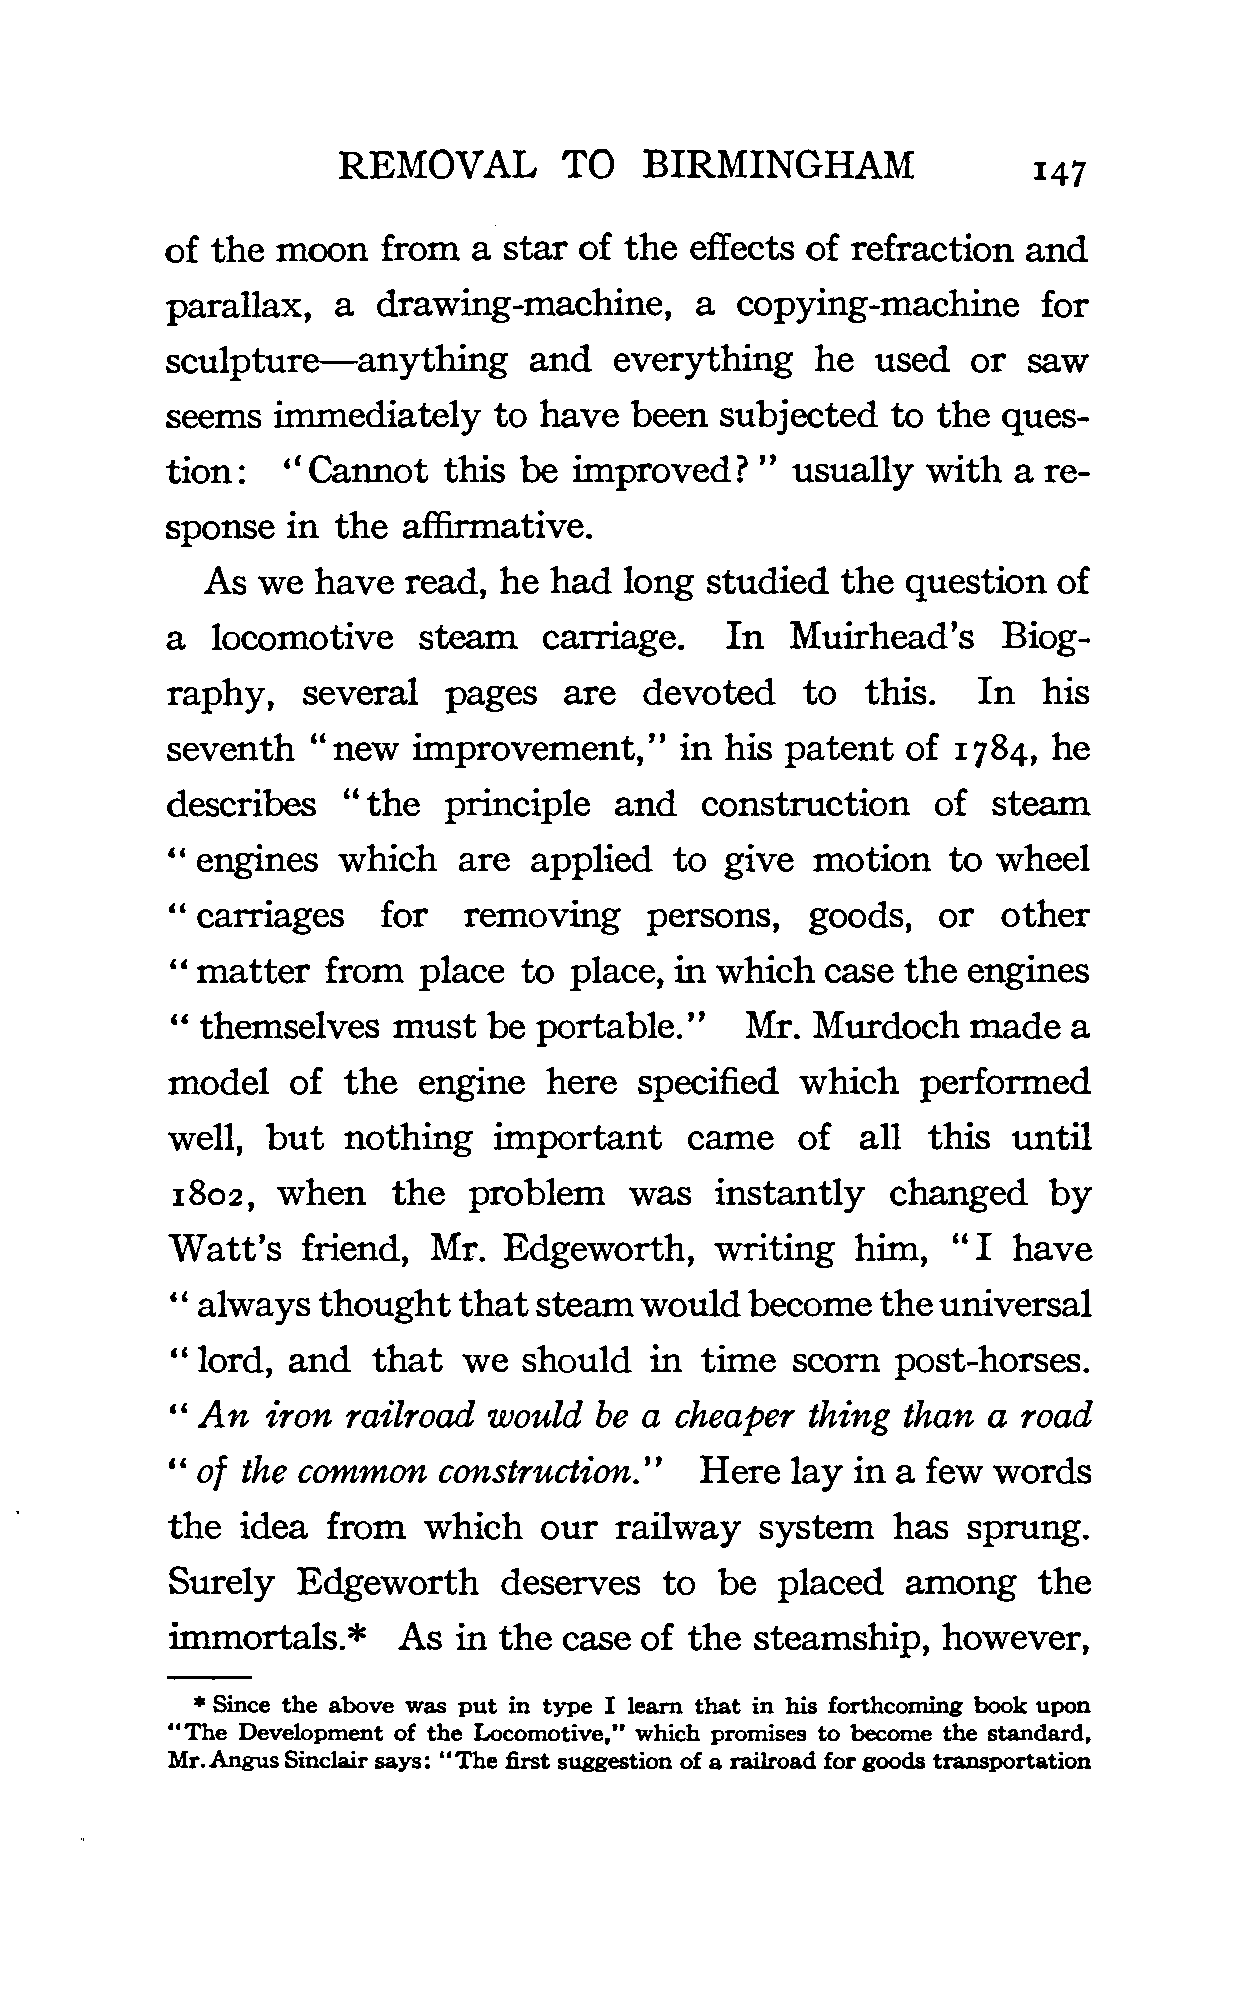 REMOVAL TO BIRMINGHAM 147
of the moon from a star of the effects of refraction and
parallax, a drawing-machine, a copying-machine for
sculpture—anything and everything he used or saw
seems immediately to have been subjected to the ques-
tion: "Cannot this be improved?" usually with a re-
sponse in the affirmative.
As we have read, he had long studied the question of
a locomotive steam carriage. In Muirhead's Biog-
raphy, several pages are devoted to this. In his
seventh "new improvement," in his patent of 1784, he
describes "the principle and construction of steam
"engines which are applied to give motion to wheel
"carriages for removing persons, goods, or other
"matter from place to place, in which case the engines
"themselves must be portable." Mr. Murdoch made a
model of the engine here specified which performed
well, but nothing important came of all this until
1802, when the problem was instantly changed by
Watt's friend, Mr. Edgeworth, writing him, "I have
"always thought that steam would become the universal
"lord, and that we should in time scorn post-horses.
"An iron railroad would be a cheaper thing than a road
"of the common construction." Here lay in a few words
the idea from which our railway system has sprung.
Surely Edgeworth deserves to be placed among the
immortals.* As in the case of the steamship, however,
* Since the above was put in type I learn that in his forthcoming book upon
"The Development of the Locomotive," which promises to become the standard,
Mr. Angus Sinclair says: "The first suggestion of a railroad for goods transportation